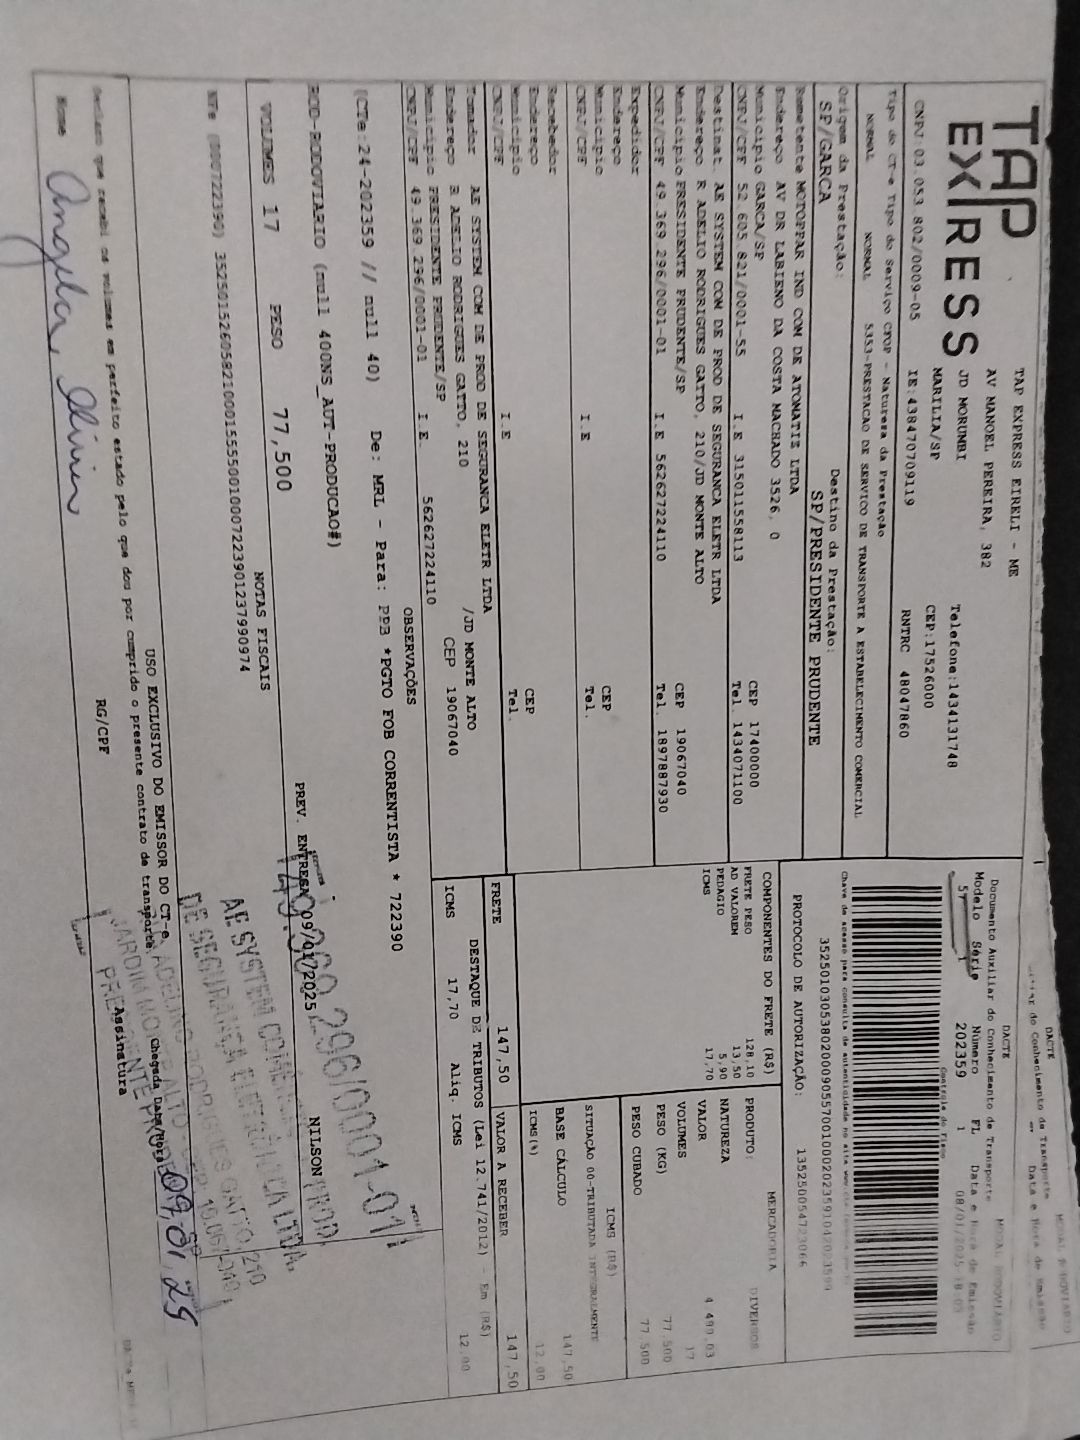 TAP
EXPRESS
TAP EXPRESS EIRELI - ME
AV MANOEL PEREIRA, 382
JD MORUMBI
MARILIA/SP
Telefone:1434131748
CEP:17526000
CNPJ:03.053.802/0009-05
IE:438470709119
RNTRC 48047860
Tipo do CT-e Tipo do Serviço CFOP - Natureza da Prestação
NORMAL NORMAL 5353-PRESTACAO DE SERVICO DE TRANSPORTE A ESTABELECIMENTO COMERCIAL
Origem da Prestação: Destino da Prestação:
SP/GARCA SP/PRESIDENTE PRUDENTE
DACTE
Documento Auxiliar do Conhecimento de Transporte
Modelo Série Número FL Data e Hora de Emissão
57 1 202359 1 08/01/2025
Controle do Fisco
Chave de acesso para consulta de autenticidade no site
PROTOCOLO DE AUTORIZAÇÃO: 135250054723066
Remetente MOTOPPAR IND COM DE ATOMATIZ LTDA
Endereço AV DR LABIENO DA COSTA MACHADO 3526, 0
Município GARCA/SP CEP 17400000
CNPJ/CPF 52.605.821/0001-55 I.E 315011558113 Tel. 1434071100
Destinat. AE SYSTEM COM DE PROD DE SEGURANCA ELETR LTDA
Endereço R ADELIO RODRIGUES GATTO, 210/JD MONTE ALTO
Município PRESIDENTE PRUDENTE/SP CEP 19067040
CNPJ/CPF 49.369.296/0001-01 I.E 562627224110 Tel. 1897887930
Expedidor
Endereço
Município CEP
CNPJ/CPF I.E Tel.
Recebedor
Endereço
Município CEP
CNPJ/CPF I.E Tel.
Tomador AE SYSTEM COM DE PROD DE SEGURANCA ELETR LTDA
Endereço R ADELIO RODRIGUES GATTO, 210 /JD MONTE ALTO
Município PRESIDENTE PRUDENTE/SP CEP 19067040
CNPJ/CPF 49.369.296/0001-01 I.E. 562627224110
COMPONENTES DO FRETE (R$)
FRETE PESO 128,10
AD VALOREM 13,50
PEDAGIO 5,90
ICMS 17,70
MERCADORIA
PRODUTO: DIVERSOS
NATUREZA
VALOR 4.490,03
VOLUMES 17
PESO (KG) 77.500
PESO CUBADO 77.500
ICMS (R$)
SITUAÇÃO 00-TRIBUTADA INTEGRALMENTE
BASE CÁLCULO 147,50
ICMS(%) 12,00
FRETE 147,50 VALOR A RECEBER 147,50
DESTAQUE DE TRIBUTOS (Lei 12.741/2012) - Em (R$)
ICMS 17,70 Aliq. ICMS 12,00
OBSERVAÇÕES
(CTe:24-202359 // null 40) De: MRL - Para: PPB *PGTO FOB CORRENTISTA * 722390
ROD-RODOVIARIO (null 400NS_AUT-PRODUCAO#)
PREV. ENTREGA 09/01/2025 NILSON
VOLUMES 17 PESO 77,500
NOTAS FISCAIS
NFe (000722390)
USO EXCLUSIVO DO EMISSOR DO CT-e
Declaro que recebi os volumes em perfeito estado pelo que dou por cumprido o presente contrato de transporte
Nome RG/CPF Assinatura Chegada Data/Hora 09,01,25
AE SYSTEM